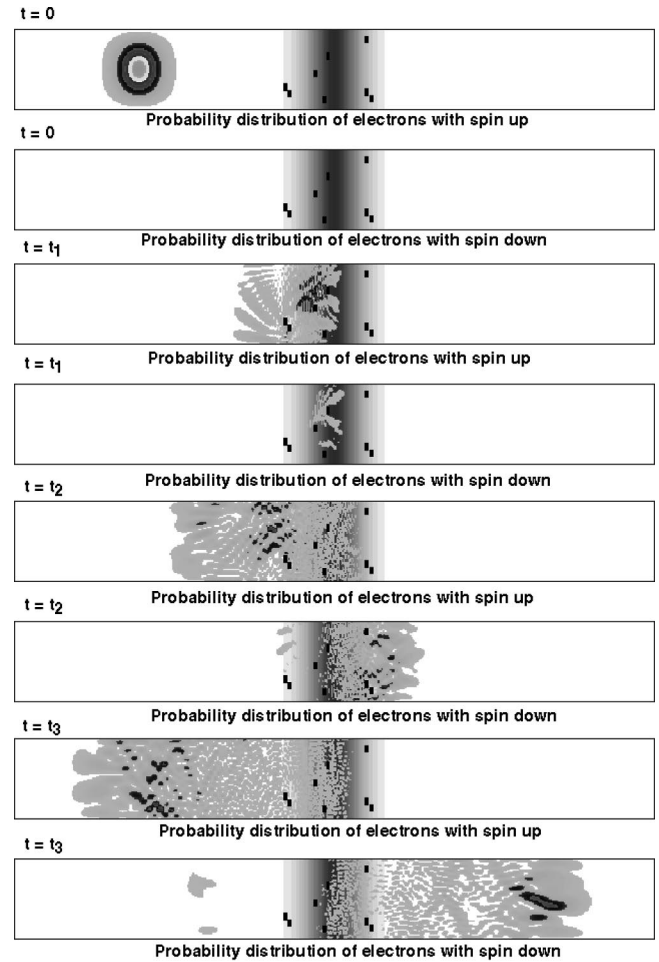 t = 0
Probability distribution of electrons with spin up
t = 0
Probability distribution of electrons with spin down
t = t1
Probability distribution of electrons with spin up
t = t1
Probability distribution of electrons with spin down
t = t2
Probability distribution of electrons with spin up
t = t2
Probability distribution of electrons with spin down
t = t3
Probability distribution of electrons with spin up
t = t3
Probability distribution of electrons with spin down